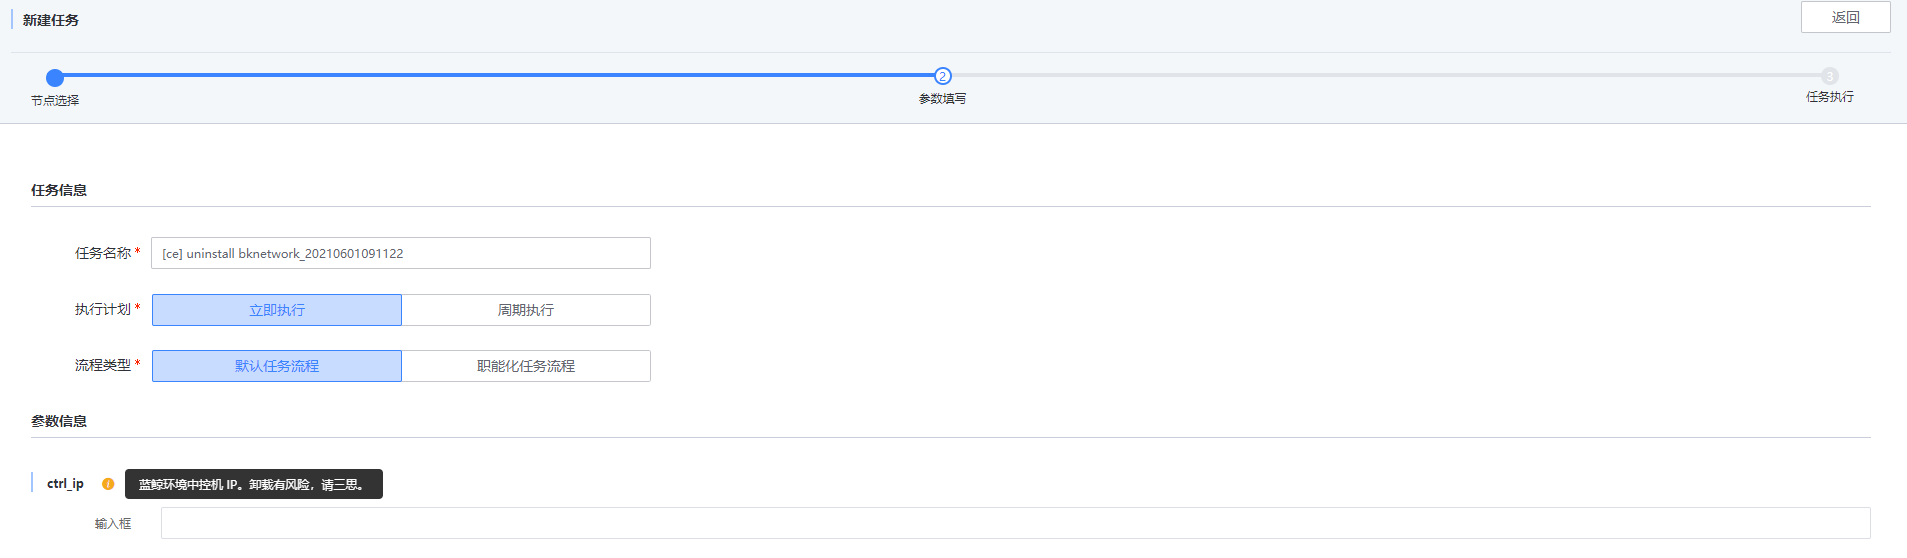 新建任务
返回
2
3
节点选择
参数填写
任务执行
任务信息
任务名称 *
[ce] uninstall bknetwork_20210601091122
执行计划 *
立即执行
周期执行
流程类型 *
默认任务流程
职能化任务流程
参数信息
ctrl_ip
蓝鲸环境中控机 IP。卸载有风险，请三思。
输入框